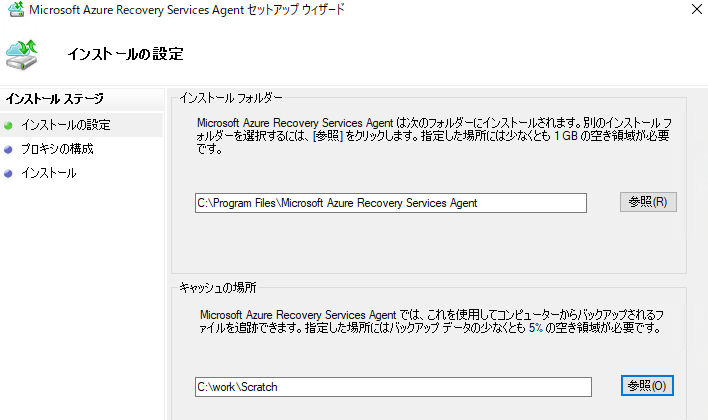 Microsoft Azure Recovery Services Agent セットアップ ウィザード
インストールの設定
インストール ステージ
インストールの設定
プロキシの構成
インストール
インストール フォルダー
Microsoft Azure Recovery Services Agent は次のフォルダーにインストールされます。別のインストール フ
ォルダーを選択するには、[参照] をクリックします。指定した場所には少なくとも 1 GB の空き領域が必要
です。
C:\Program Files\Microsoft Azure Recovery Services Agent
参照(R)
キャッシュの場所
Microsoft Azure Recovery Services Agent では、これを使用してコンピューターからバックアップされるフ
ァイルを追跡できます。指定した場所にはバックアップ データの少なくとも 5% の空き領域が必要です。
C:\work\Scratch
参照(O)